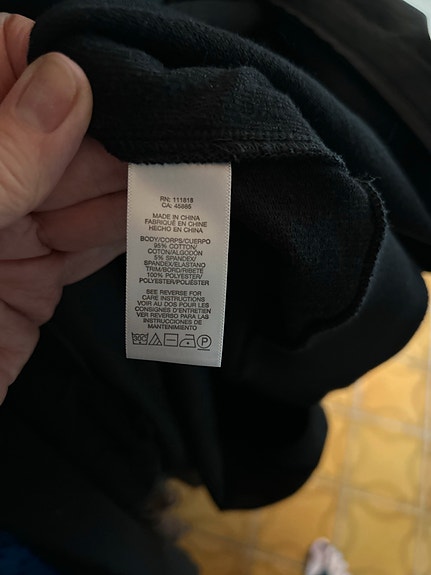 RN: 111818
CA: 45885
MADE IN CHINA
FABRIQUÉ EN CHINE
HECHO EN CHINA
BODY/CORPS/CUERPO
95% COTTON/
COTON/ALGODÓN
5% SPANDEX/
SPANDEX/ELASTANO
TRIM/BORD/RIBETE
100% POLYESTER/
POLYESTER/POLIÉSTER
SEE REVERSE FOR
CARE INSTRUCTIONS
VOIR AU DOS POUR LES
CONSIGNES D'ENTRETIEN
VER REVERSO PARA LAS
INSTRUCCIONES DE
MANTENIMIENTO
P